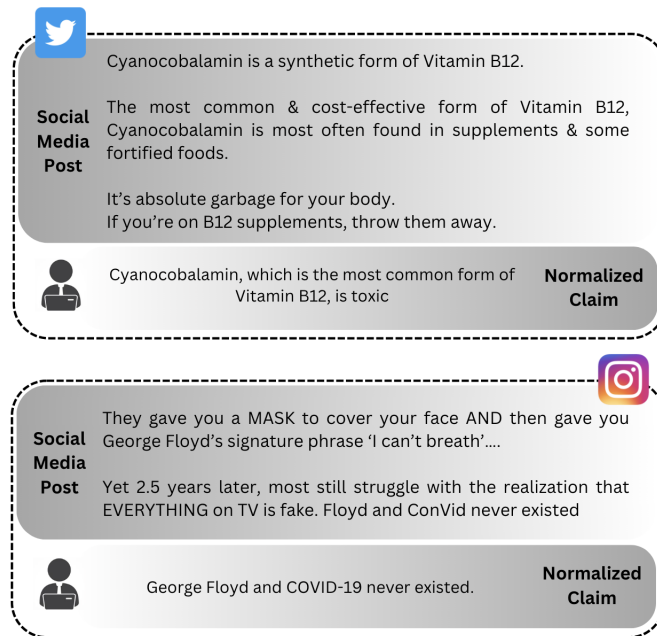 Cyanocobalamin is a synthetic form of Vitamin B12.
Social
Media
Post
The most common & cost-effective form of Vitamin B12,
Cyanocobalamin is most often found in supplements & some
fortified foods.
It’s absolute garbage for your body.
If you’re on B12 supplements, throw them away.
Cyanocobalamin, which is the most common form of
Vitamin B12, is toxic
Normalized
Claim
Social
Media
Post
They gave you a MASK to cover your face AND then gave you
George Floyd’s signature phrase ‘I can’t breath’....
Yet 2.5 years later, most still struggle with the realization that
EVERYTHING on TV is fake. Floyd and ConVid never existed
George Floyd and COVID-19 never existed.
Normalized
Claim